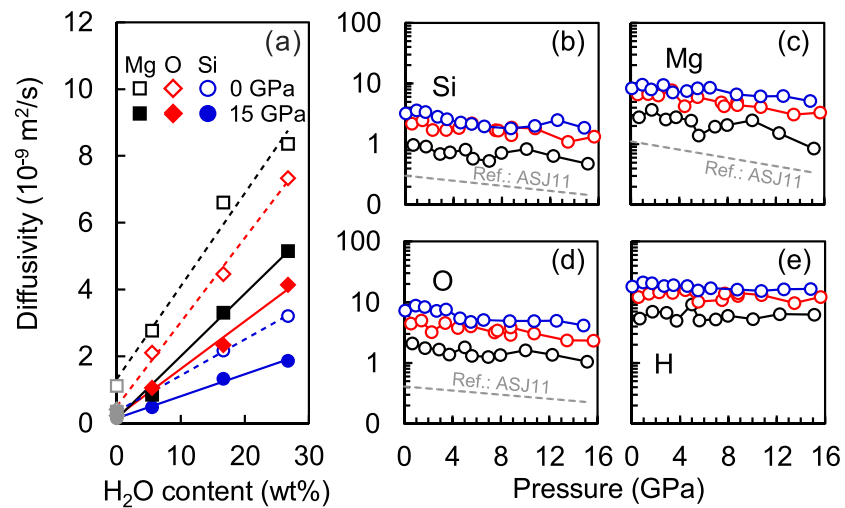 12
10
8
6
4
2
0
Diffusivity (10⁻⁹ m²/s)
(a)
Mg O Si
0 GPa
15 GPa
0 10 20 30
H₂O content (wt%)
100
10
1
0
(b)
Si
Ref.: ASJ11
(c)
Mg
Ref.: ASJ11
100
10
1
0
(d)
O
Ref.: ASJ11
(e)
H
0 4 8 12 16
0 4 8 12 16
Pressure (GPa)